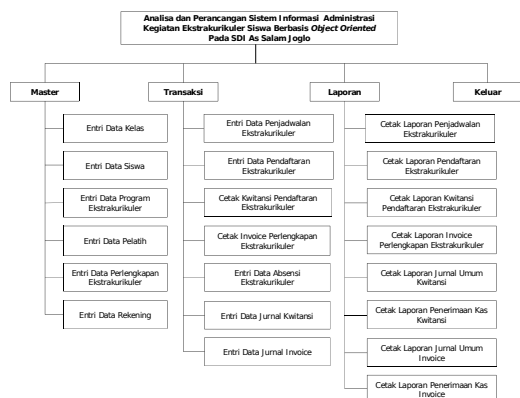 Analisa dan Perancangan Sistem Informasi Administrasi
Kegiatan Ekstrakurikuler Siswa Berbasis Object Oriented
Pada SDI As Salam Joglo
Master
Transaksi
Laporan
Keluar
Entri Data Kelas
Entri Data Siswa
Entri Data Program
Ekstrakurikuler
Entri Data Pelatih
Entri Data Perlengkapan
Ekstrakurikuler
Entri Data Rekening
Entri Data Penjadwalan
Ekstrakurikuler
Entri Data Pendaftaran
Ekstrakurikuler
Cetak Kwitansi Pendaftaran
Ekstrakurikuler
Cetak Invoice Perlengkapan
Ekstrakurikuler
Entri Data Absensi
Ekstrakurikuler
Entri Data Jurnal Kwitansi
Entri Data Jurnal Invoice
Cetak Laporan Penjadwalan
Ekstrakurikuler
Cetak Laporan Pendaftaran
Ekstrakurikuler
Cetak Laporan Kwitansi
Pendaftaran Ekstrakurikuler
Cetak Laporan Invoice
Perlengkapan Ekstrakurikuler
Cetak Laporan Jurnal Umum
Kwitansi
Cetak Laporan Penerimaan Kas
Kwitansi
Cetak Laporan Jurnal Umum
Invoice
Cetak Laporan Penerimaan Kas
Invoice